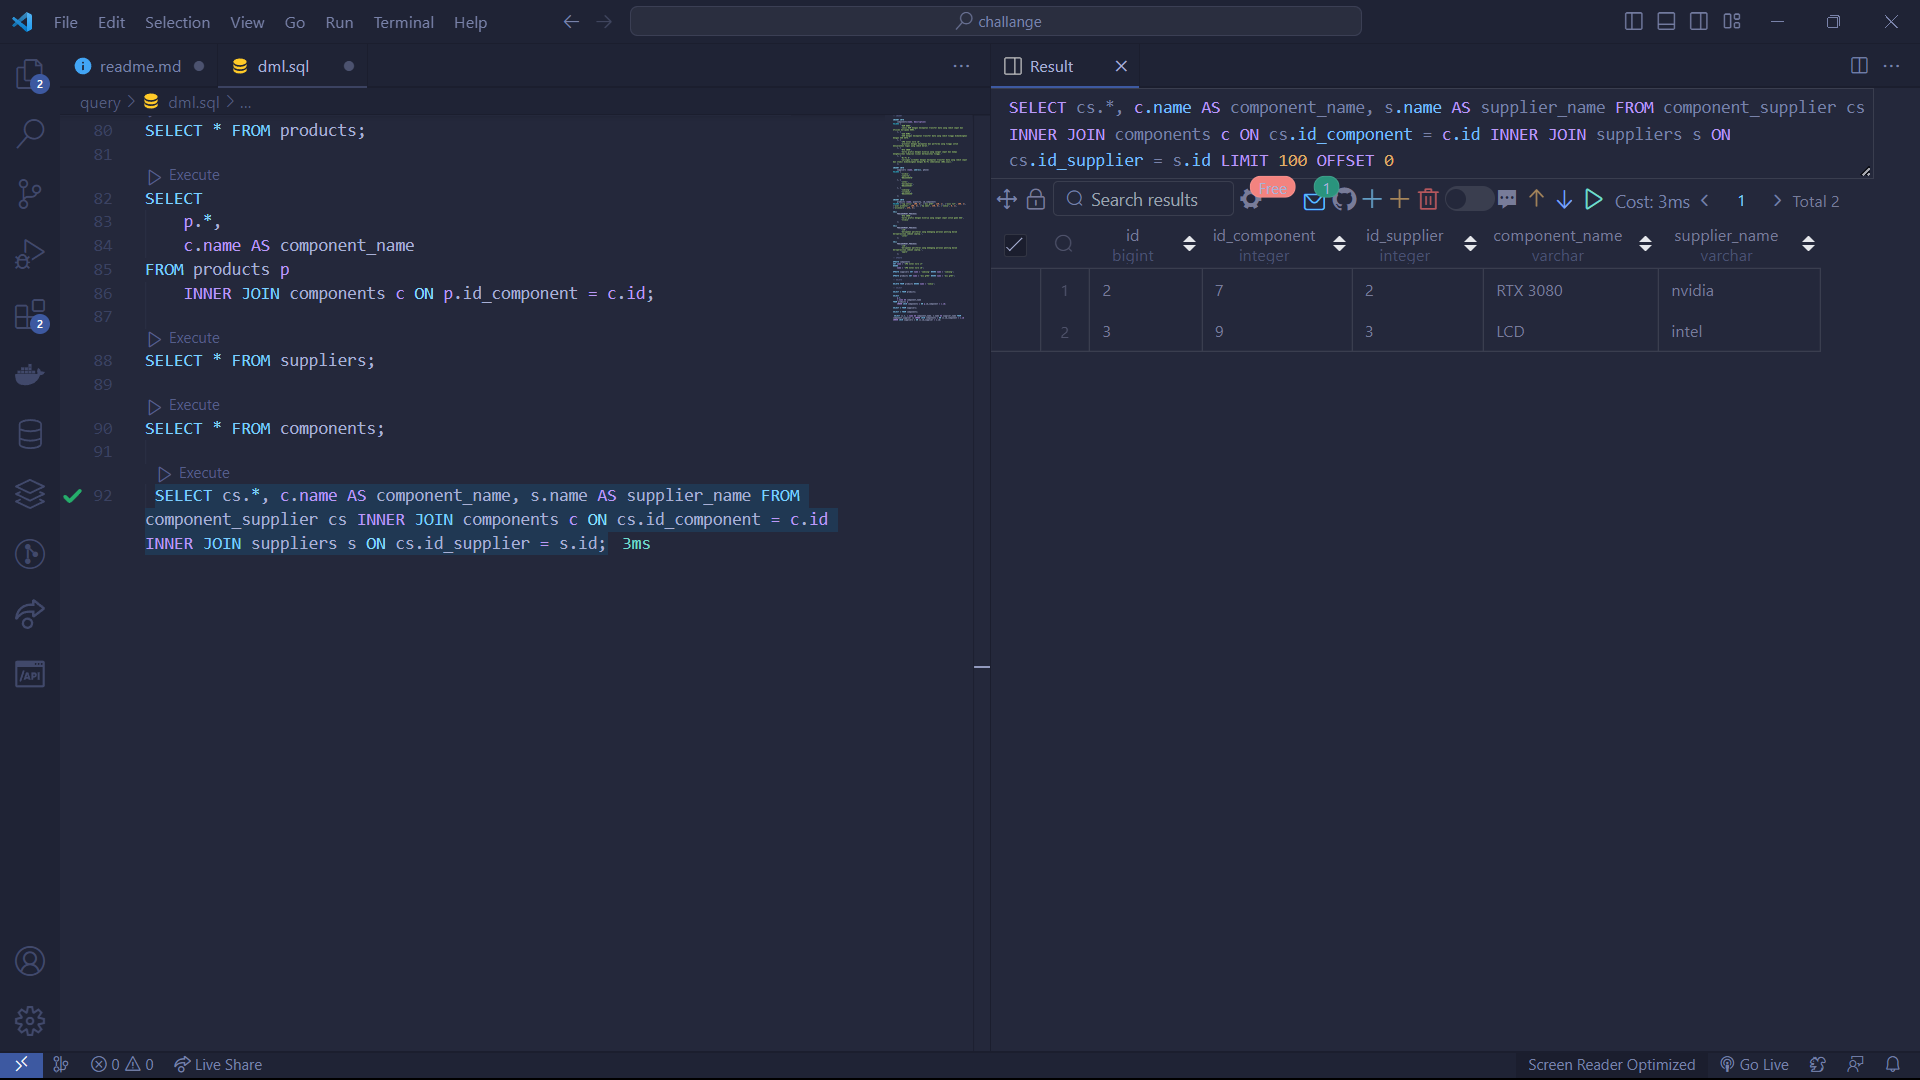 File Edit Selection View Go Run Terminal Help
challange
readme.md
dml.sql
Result
query > dml.sql > ...
80 SELECT * FROM products;
81
Execute
82 SELECT
83 p.*,
84 c.name AS component_name
85 FROM products p
86 INNER JOIN components c ON p.id_component = c.id;
87
Execute
88 SELECT * FROM suppliers;
89
Execute
90 SELECT * FROM components;
91
Execute
92 SELECT cs.*, c.name AS component_name, s.name AS supplier_name FROM
component_supplier cs INNER JOIN components c ON cs.id_component = c.id
INNER JOIN suppliers s ON cs.id_supplier = s.id; 3ms
SELECT cs.*, c.name AS component_name, s.name AS supplier_name FROM component_supplier cs
INNER JOIN components c ON cs.id_component = c.id INNER JOIN suppliers s ON
cs.id_supplier = s.id LIMIT 100 OFFSET 0
Search results Free 1 Cost: 3ms < 1 > Total 2
id id_component id_supplier component_name supplier_name
bigint integer integer varchar varchar
1 2 7 2 RTX 3080 nvidia
2 3 9 3 LCD intel
2
2
/API
0 0 Live Share
Screen Reader Optimized Go Live